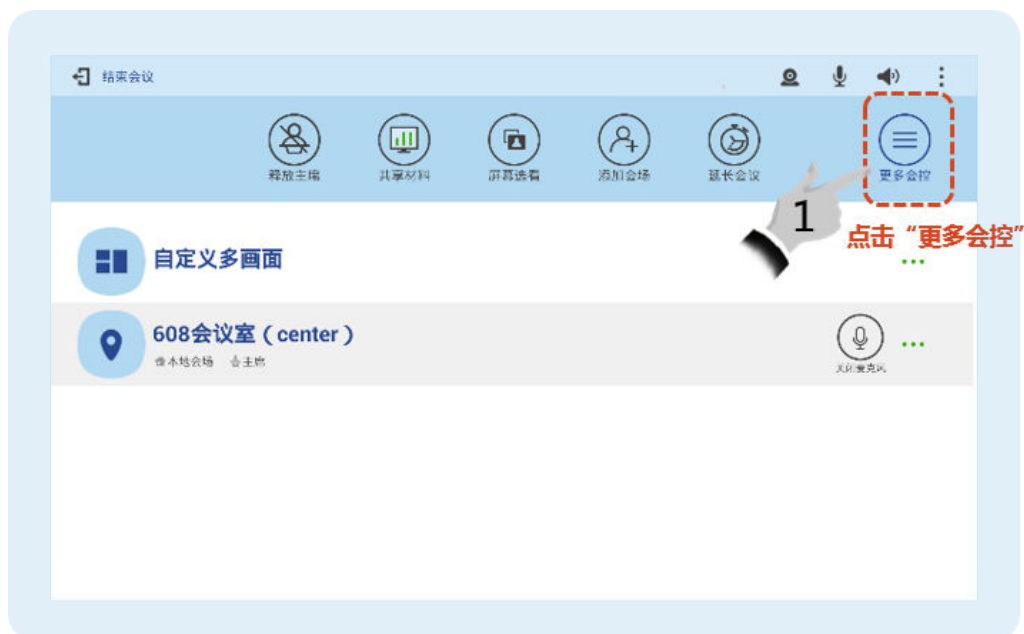 结束会议
释放主席
共享材料
屏幕选看
添加会场
延长会议
更多会控
1
点击“更多会控”
自定义多画面
608会议室（center）
本地会场 主席
关闭麦克风